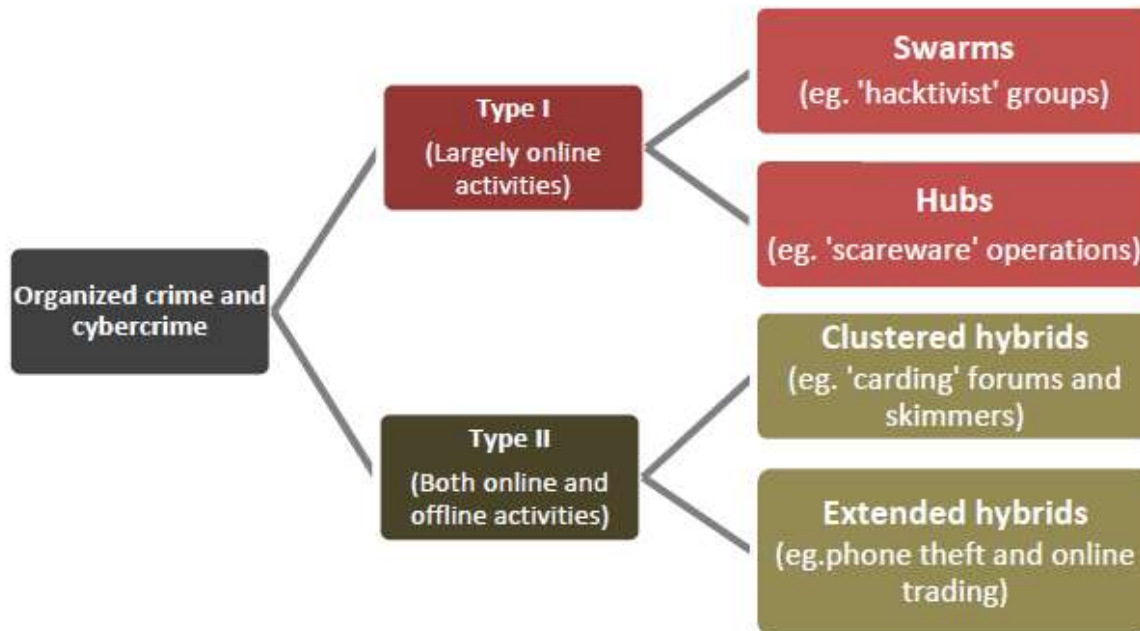 Organized crime and
cybercrime
Type I
(Largely online
activities)
Swarms
(eg. 'hacktivist' groups)
Hubs
(eg. 'scareware' operations)
Type II
(Both online and
offline activities)
Clustered hybrids
(eg. 'carding' forums and
skimmers)
Extended hybrids
(eg.phone theft and online
trading)